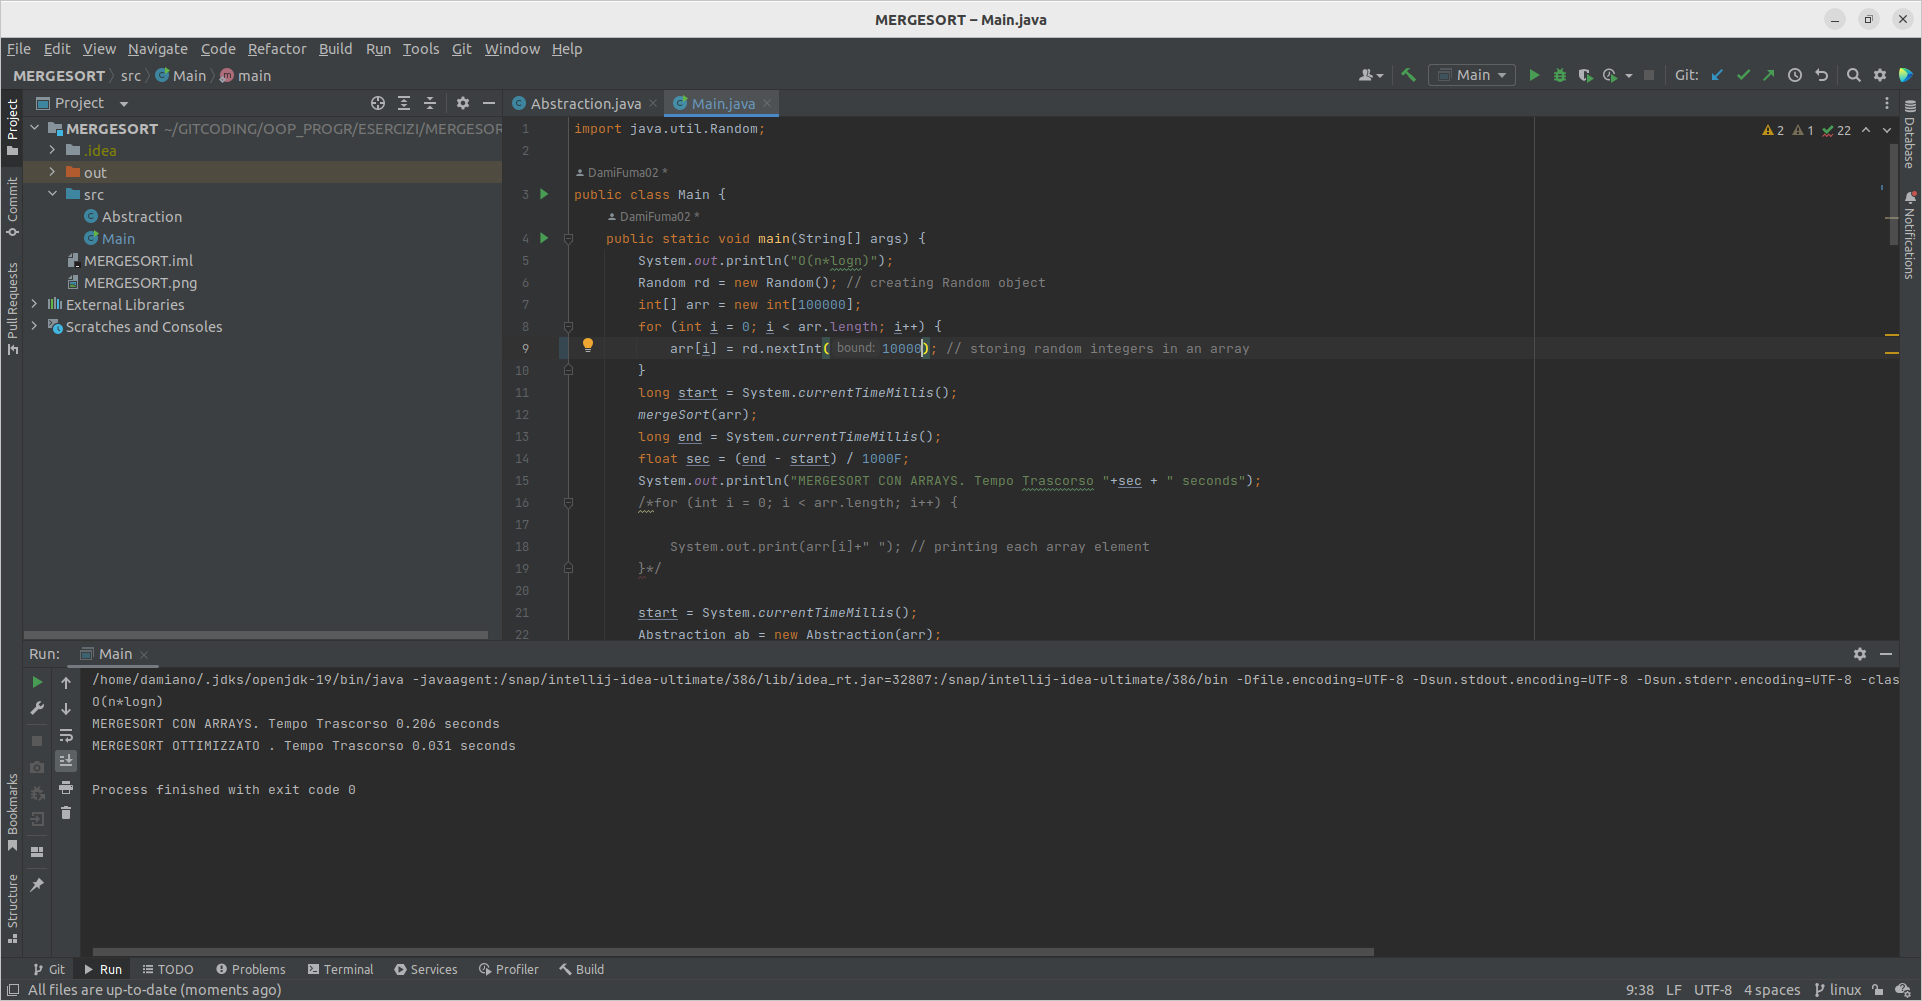 MERGESORT – Main.java
File Edit View Navigate Code Refactor Build Run Tools Git Window Help
MERGESORT src Main main
Main
Git:
Project
Commit
Pull Requests
Bookmarks
Structure
Project
MERGESORT ~/GITCODING/OOP_PROGR/ESERCIZI/MERGESOR
.idea
out
src
Abstraction
Main
MERGESORT.iml
MERGESORT.png
External Libraries
Scratches and Consoles
Abstraction.java Main.java
2 1 22
1 import java.util.Random;
2
DamiFuma02 *
3 public class Main {
DamiFuma02 *
4 public static void main(String[] args) {
5 System.out.println("O(n*logn)");
6 Random rd = new Random(); // creating Random object
7 int[] arr = new int[100000];
8 for (int i = 0; i < arr.length; i++) {
9 arr[i] = rd.nextInt( bound: 10000); // storing random integers in an array
10 }
11 long start = System.currentTimeMillis();
12 mergeSort(arr);
13 long end = System.currentTimeMillis();
14 float sec = (end - start) / 1000F;
15 System.out.println("MERGESORT CON ARRAYS. Tempo Trascorso "+sec + " seconds");
16 /*for (int i = 0; i < arr.length; i++) {
17
18 System.out.print(arr[i]+" "); // printing each array element
19 }*/
20
21 start = System.currentTimeMillis();
22 Abstraction ab = new Abstraction(arr);
Database
Notifications
Run: Main
/home/damiano/.jdks/openjdk-19/bin/java -javaagent:/snap/intellij-idea-ultimate/386/lib/idea_rt.jar=32807:/snap/intellij-idea-ultimate/386/bin -Dfile.encoding=UTF-8 -Dsun.stdout.encoding=UTF-8 -Dsun.stderr.encoding=UTF-8 -clas
O(n*logn)
MERGESORT CON ARRAYS. Tempo Trascorso 0.206 seconds
MERGESORT OTTIMIZZATO . Tempo Trascorso 0.031 seconds
Process finished with exit code 0
Git Run TODO Problems Terminal Services Profiler Build
All files are up-to-date (moments ago)
9:38 LF UTF-8 4 spaces linux